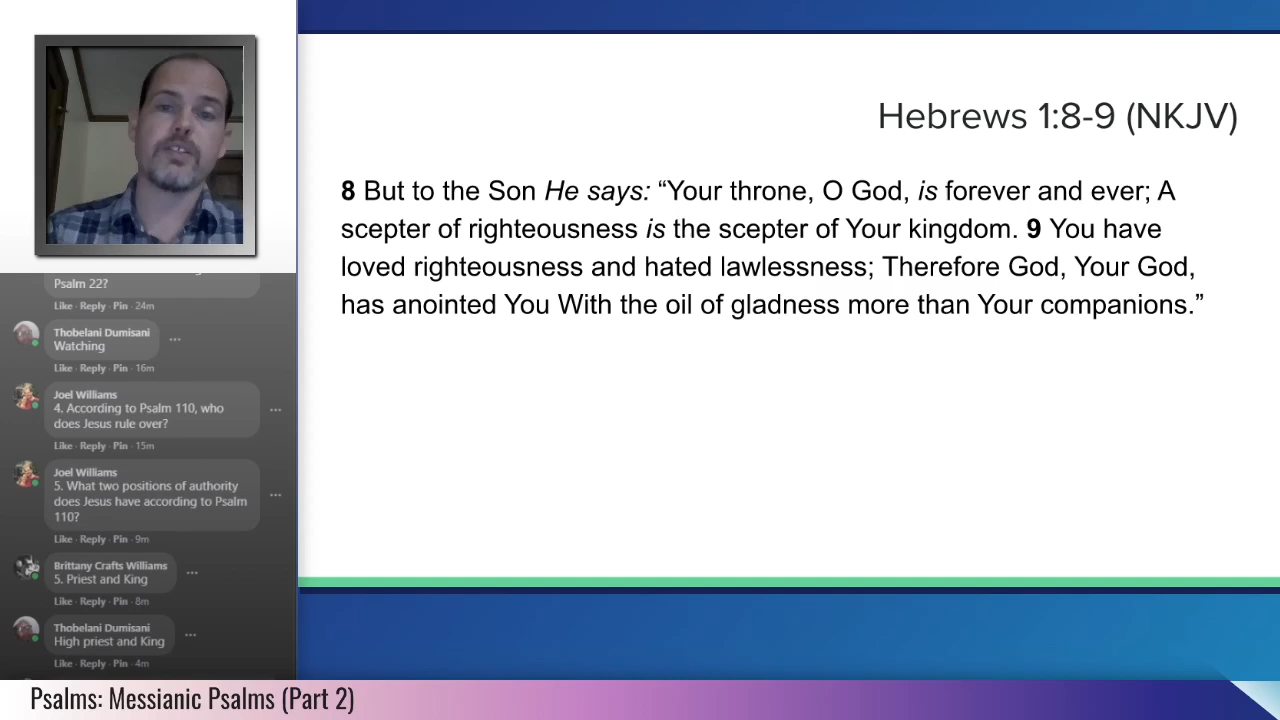 Hebrews 1:8-9 (NKJV)
8 But to the Son He says: “Your throne, O God, is forever and ever; A
scepter of righteousness is the scepter of Your kingdom. 9 You have
loved righteousness and hated lawlessness; Therefore God, Your God,
has anointed You With the oil of gladness more than Your companions.”
Psalm 22?
Like · Reply · Pin · 24m
Thobelani Dumisani
Watching
Like · Reply · Pin · 16m
Joel Williams
4. According to Psalm 110, who
does Jesus rule over?
Like · Reply · Pin · 15m
Joel Williams
5. What two positions of authority
does Jesus have according to Psalm
110?
Like · Reply · Pin · 9m
Brittany Crafts Williams
5. Priest and King
Like · Reply · Pin · 8m
Thobelani Dumisani
High priest and King
Like · Reply · Pin · 4m
Psalms: Messianic Psalms (Part 2)